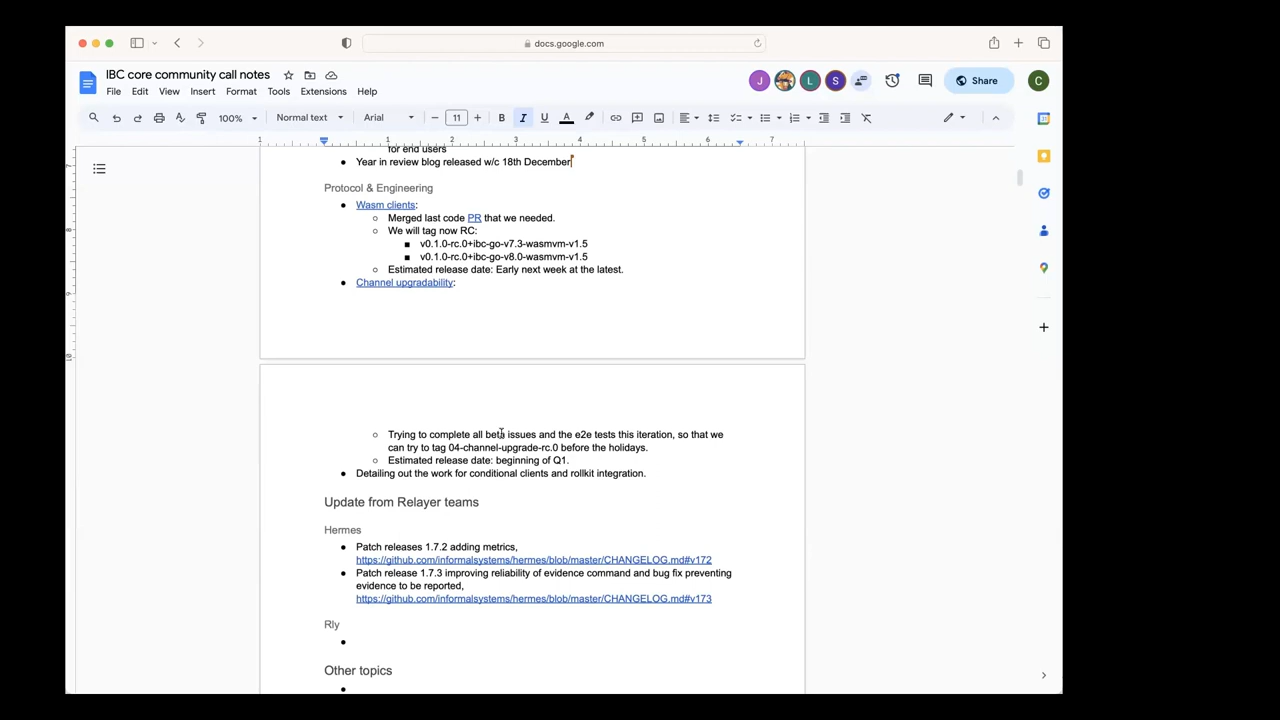 docs.google.com
IBC core community call notes
J
L
S
Share
C
File Edit View Insert Format Tools Extensions Help
100% Normal text Arial 11 B I U A
1 1 2 3 4 5 6 7
for end users
Year in review blog released w/c 18th December
Protocol & Engineering
Wasm clients:
Merged last code PR that we needed.
We will tag now RC:
v0.1.0-rc.0+ibc-go-v7.3-wasmvm-v1.5
v0.1.0-rc.0+ibc-go-v8.0-wasmvm-v1.5
Estimated release date: Early next week at the latest.
Channel upgradability:
Trying to complete all beta issues and the e2e tests this iteration, so that we
can try to tag 04-channel-upgrade-rc.0 before the holidays.
Estimated release date: beginning of Q1.
Detailing out the work for conditional clients and rollkit integration.
Update from Relayer teams
Hermes
Patch releases 1.7.2 adding metrics,
https://github.com/informalsystems/hermes/blob/master/CHANGELOG.md#v172
Patch release 1.7.3 improving reliability of evidence command and bug fix preventing
evidence to be reported,
https://github.com/informalsystems/hermes/blob/master/CHANGELOG.md#v173
Rly
Other topics